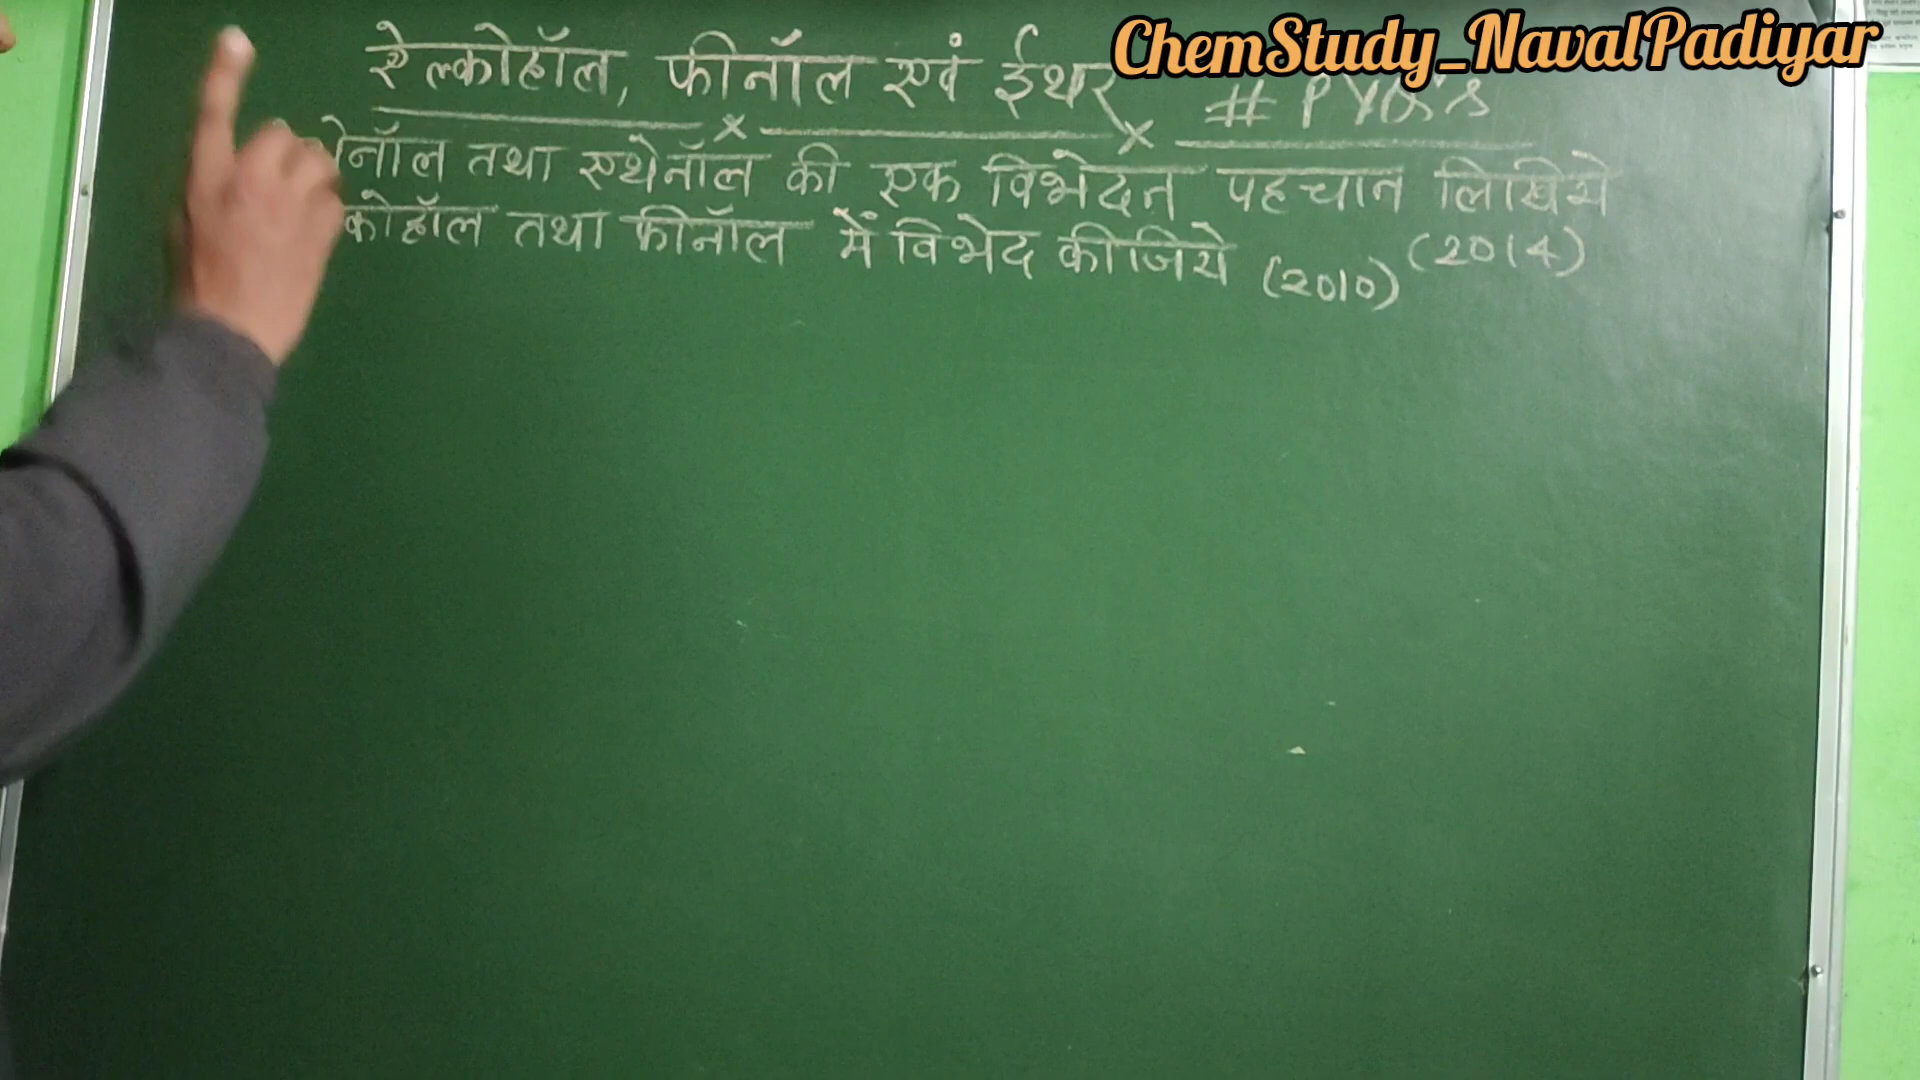 ChemStudy_NavalPadiyar
ऐल्कोहॉल, फीनॉल एवं ईथर # PYQ's
तथा एथेनॉल की एक विभेदन पहचान लिखिये
(2014)
तथा फीनॉल में विभेद कीजिये (2010)